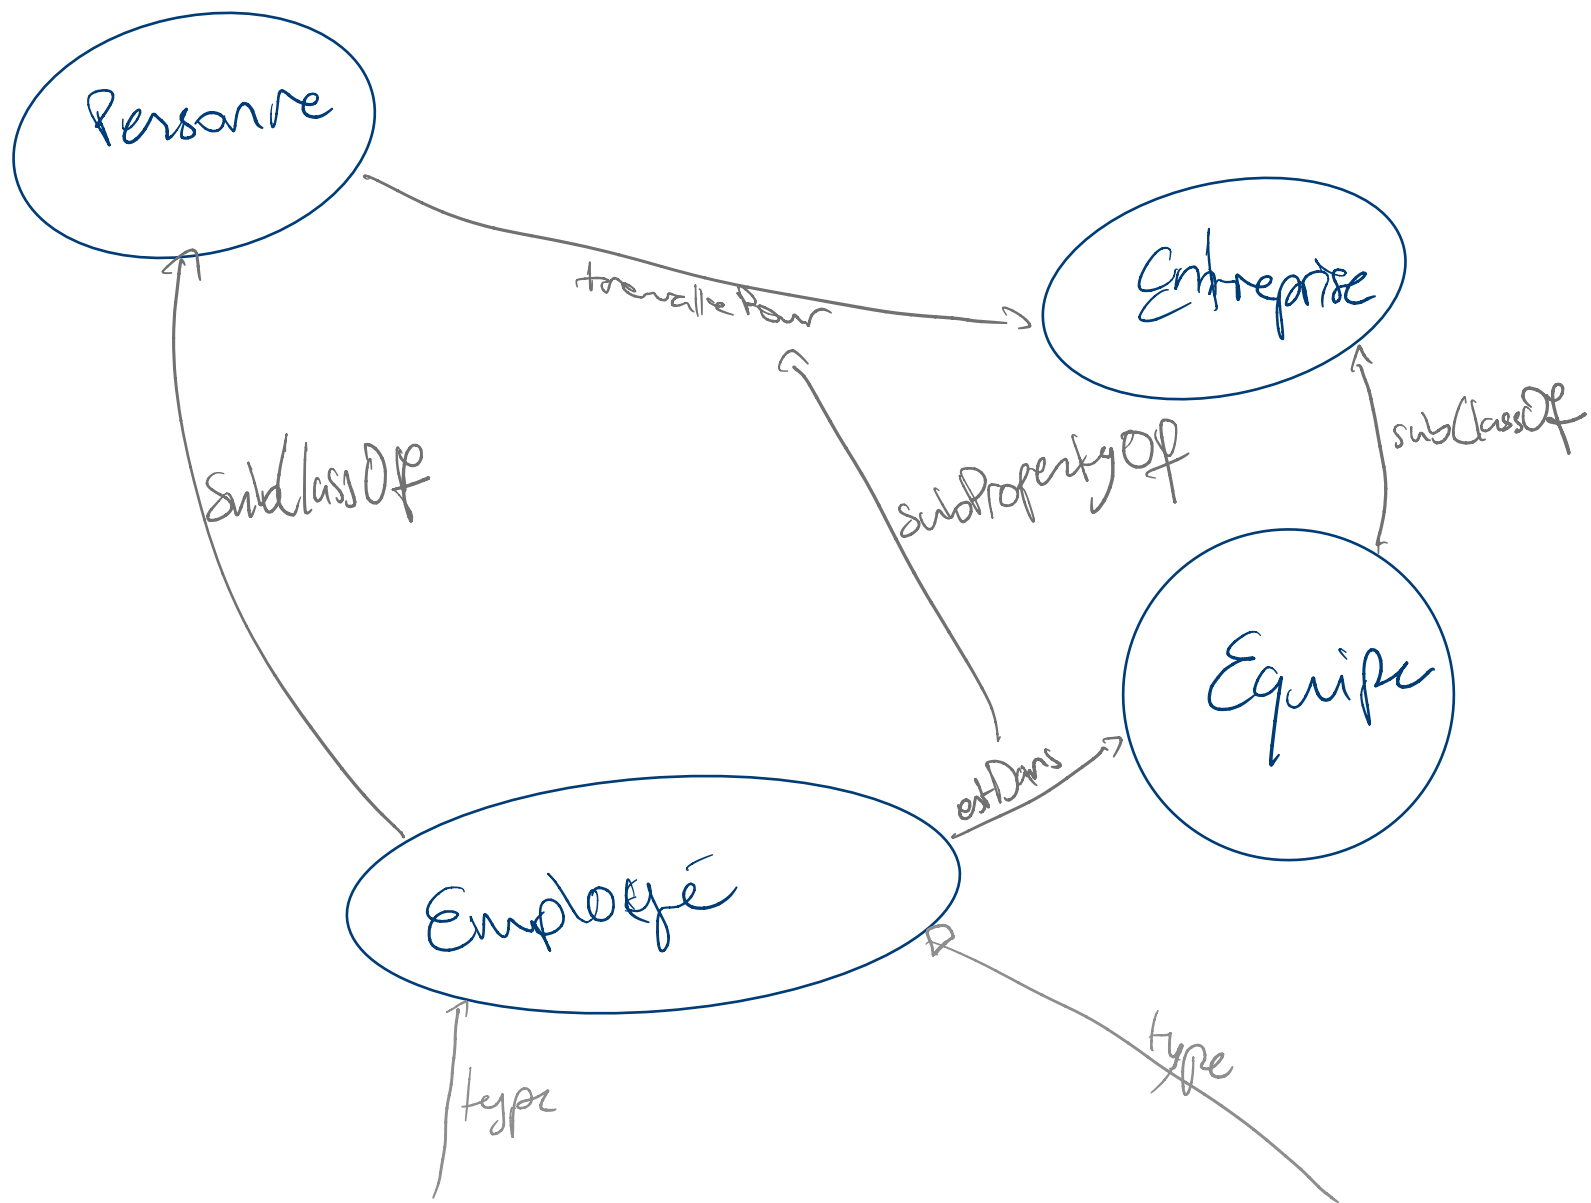 Personne
Entreprise
travaillePour
subClassOf
SubClassOf
subPropertyOf
Equipe
estDans
Employé
type
type